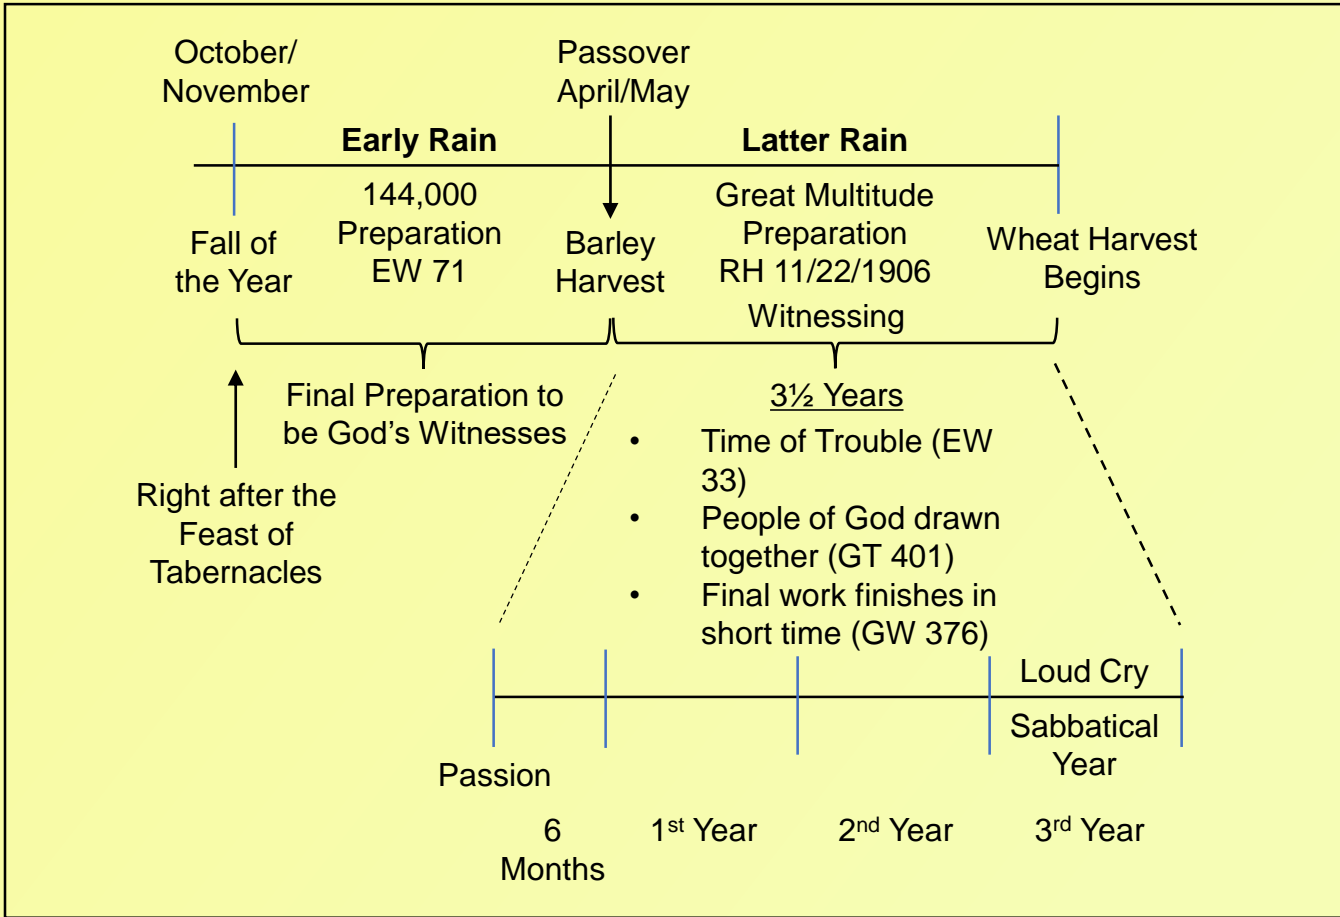 October/
November
Passover
April/May
Early Rain
Latter Rain
144,000
Preparation
EW 71
Great Multitude
Preparation
RH 11/22/1906
Witnessing
Fall of
the Year
Barley
Harvest
Wheat Harvest
Begins
Final Preparation to
be God’s Witnesses
Right after the
Feast of
Tabernacles
3½ Years
• Time of Trouble (EW
33)
• People of God drawn
together (GT 401)
• Final work finishes in
short time (GW 376)
Loud Cry
Sabbatical
Year
Passion
6
Months
1st Year
2nd Year
3rd Year